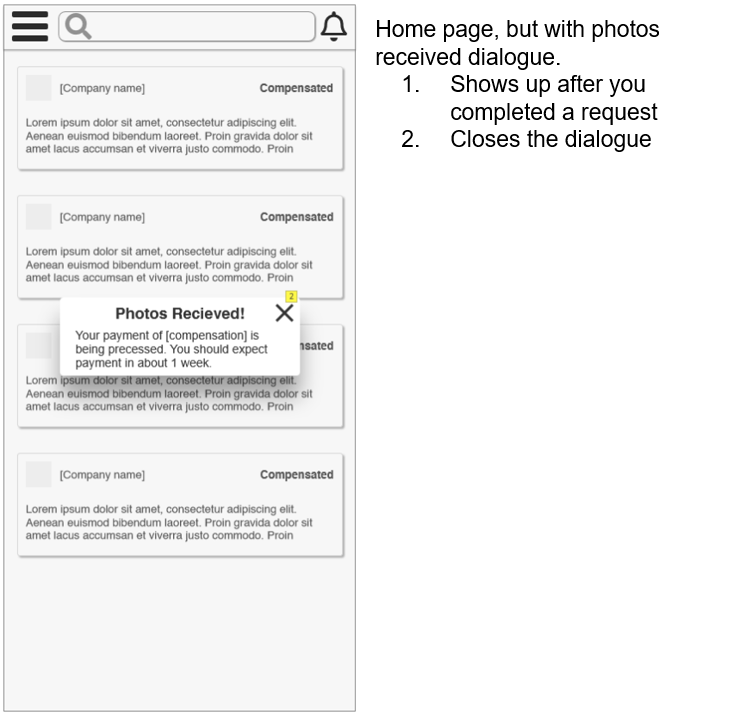 [Company name] Compensated
Lorem ipsum dolor sit amet, consectetur adipiscing elit.
Aenean euismod bibendum laoreet. Proin gravida dolor sit
amet lacus accumsan et viverra justo commodo. Proin
[Company name] Compensated
Lorem ipsum dolor sit amet, consectetur adipiscing elit.
Aenean euismod bibendum laoreet. Proin gravida dolor sit
amet lacus accumsan et viverra justo commodo. Proin
2
Photos Recieved!
Your payment of [compensation] is
being precessed. You should expect
payment in about 1 week.
nsated
Lorem ipsum dolor sit amet, consectetur adipiscing elit.
Aenean euismod bibendum laoreet. Proin gravida dolor sit
amet lacus accumsan et viverra justo commodo. Proin
[Company name] Compensated
Lorem ipsum dolor sit amet, consectetur adipiscing elit.
Aenean euismod bibendum laoreet. Proin gravida dolor sit
amet lacus accumsan et viverra justo commodo. Proin
Home page, but with photos
received dialogue.
1. Shows up after you
completed a request
2. Closes the dialogue